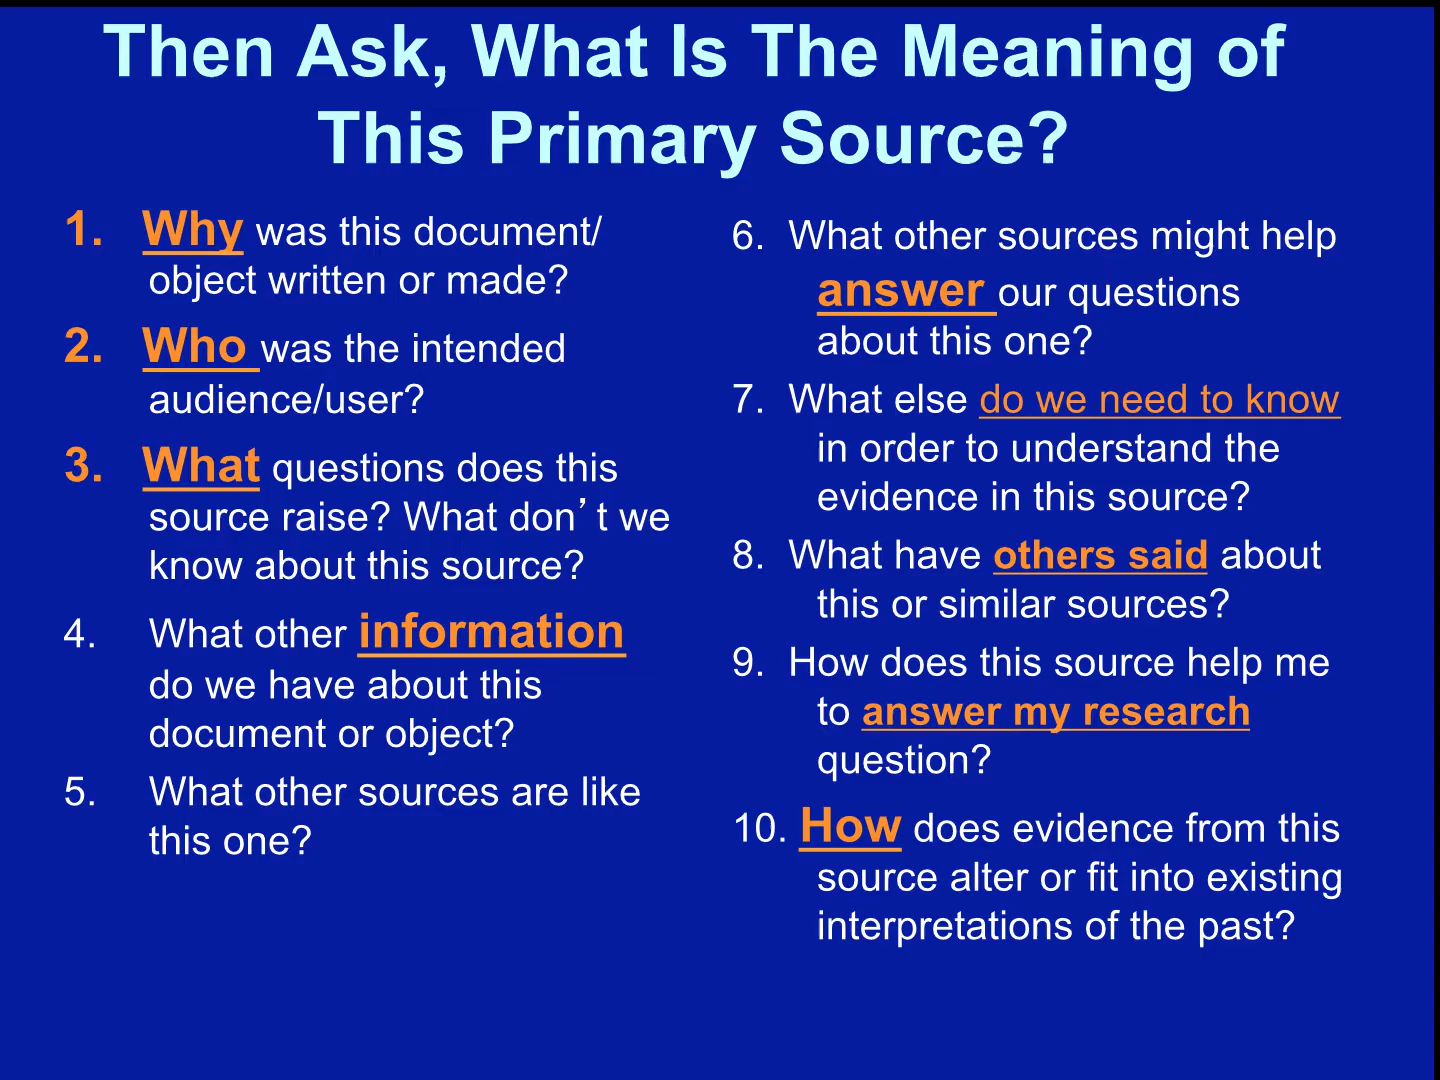 Then Ask, What Is The Meaning of
This Primary Source?
1. Why was this document/
object written or made?
2. Who was the intended
audience/user?
3. What questions does this
source raise? What don’t we
know about this source?
4. What other information
do we have about this
document or object?
5. What other sources are like
this one?
6. What other sources might help
answer our questions
about this one?
7. What else do we need to know
in order to understand the
evidence in this source?
8. What have others said about
this or similar sources?
9. How does this source help me
to answer my research
question?
10. How does evidence from this
source alter or fit into existing
interpretations of the past?